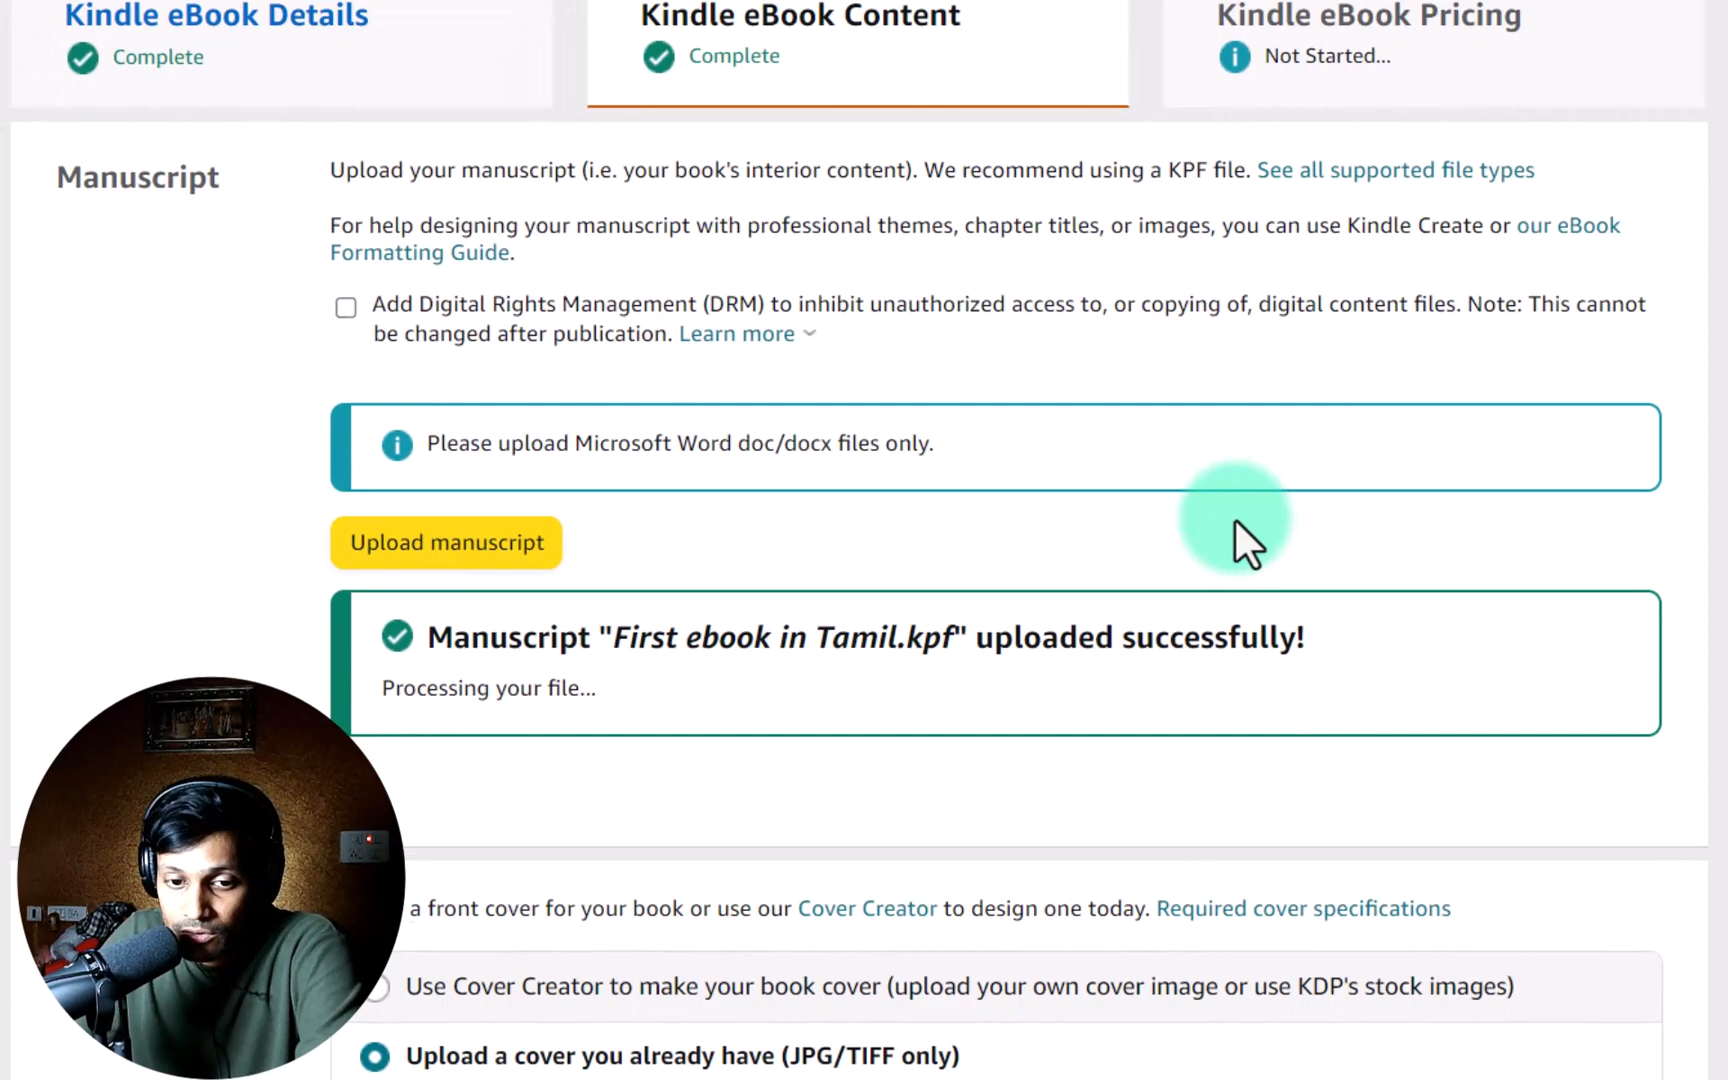 Kindle eBook Details
Complete
Kindle eBook Content
Complete
Kindle eBook Pricing
Not Started...
Manuscript
Upload your manuscript (i.e. your book's interior content). We recommend using a KPF file. See all supported file types
For help designing your manuscript with professional themes, chapter titles, or images, you can use Kindle Create or our eBook
Formatting Guide.
Add Digital Rights Management (DRM) to inhibit unauthorized access to, or copying of, digital content files. Note: This cannot
be changed after publication. Learn more
Please upload Microsoft Word doc/docx files only.
Upload manuscript
Manuscript "First ebook in Tamil.kpf" uploaded successfully!
Processing your file...
a front cover for your book or use our Cover Creator to design one today. Required cover specifications
Use Cover Creator to make your book cover (upload your own cover image or use KDP's stock images)
Upload a cover you already have (JPG/TIFF only)